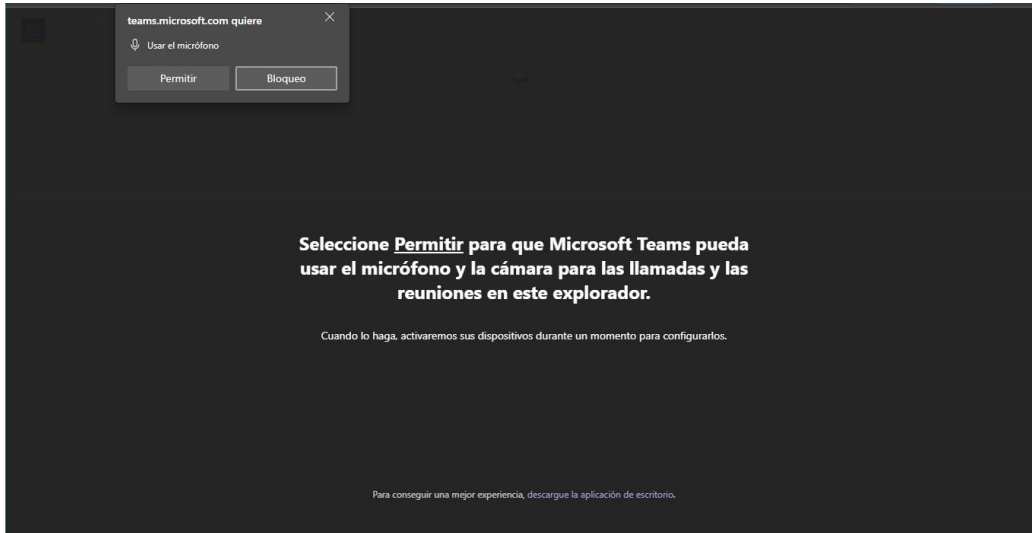 teams.microsoft.com quiere
Usar el micrófono
Permitir
Bloqueo
Seleccione Permitir para que Microsoft Teams pueda
usar el micrófono y la cámara para las llamadas y las
reuniones en este explorador.
Cuando lo haga, activaremos sus dispositivos durante un momento para configurarlos.
Para conseguir una mejor experiencia, descargue la aplicación de escritorio.